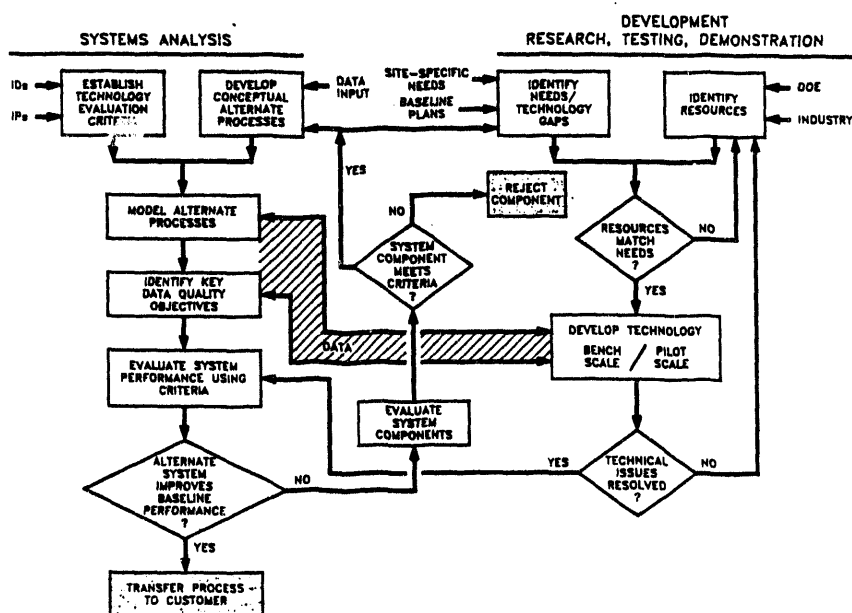 SYSTEMS ANALYSIS
DEVELOPMENT
RESEARCH, TESTING, DEMONSTRATION
IDs
IPs
ESTABLISH
TECHNOLOGY
EVALUATION
CRITERIA
DEVELOP
CONCEPTUAL
ALTERNATE
PROCESSES
DATA
INPUT
SITE-SPECIFIC
NEEDS
BASELINE
PLANS
IDENTIFY
NEEDS/
TECHNOLOGY
GAPS
IDENTIFY
RESOURCES
DOE
INDUSTRY
YES
NO
REJECT
COMPONENT
MODEL ALTERNATE
PROCESSES
SYSTEM
COMPONENT
MEETS
CRITERIA
?
RESOURCES
MATCH
NEEDS
?
NO
YES
IDENTIFY KEY
DATA QUALITY
OBJECTIVES
DATA
DEVELOP TECHNOLOGY
BENCH
SCALE
/
PILOT
SCALE
EVALUATE SYSTEM
PERFORMANCE USING
CRITERIA
EVALUATE
SYSTEM
COMPONENTS
ALTERNATE
SYSTEM
IMPROVES
BASELINE
PERFORMANCE
?
NO
YES
YES
TECHNICAL
ISSUES
RESOLVED
?
NO
TRANSFER PROCESS
TO CUSTOMER